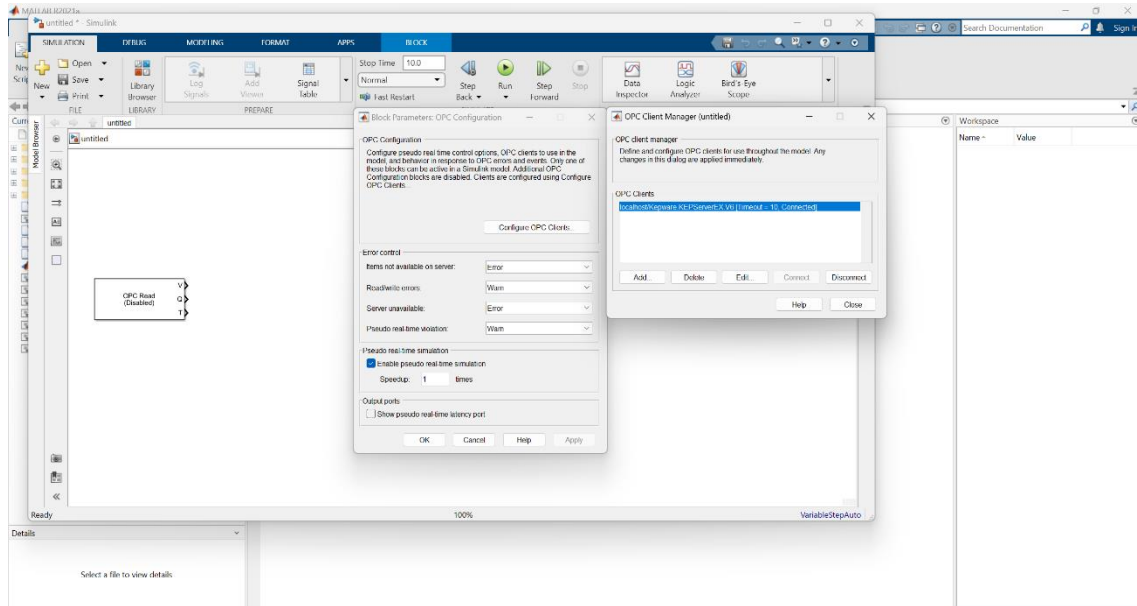 MATLAB R2021a
untitled * - Simulink
Search Documentation
Sign In
SIMULATION DEBUG MODELING FORMAT APPS BLOCK
New
Open
Save
Print
Library Browser
Log Signals
Add Viewer
Signal Table
Stop Time 10.0
Normal
Fast Restart
Step Back
Run
Step Forward
Stop
Data Inspector
Logic Analyzer
Bird's-Eye Scope
FILE LIBRARY PREPARE
Model Browser
untitled
untitled
Workspace
Name Value
OPC Read
(Disabled)
V
Q
T
Block Parameters: OPC Configuration
OPC Configuration
Configure pseudo real time control options, OPC clients to use in the
model, and behavior in response to OPC errors and events. Only one of
these blocks can be active in a Simulink model. Additional OPC
Configuration blocks are disabled. Clients are configured using Configure
OPC Clients...
Configure OPC Clients...
Error control
Items not available on server: Error
Read/write errors: Warn
Server unavailable: Error
Pseudo real-time violation: Warn
Pseudo real-time simulation
Enable pseudo real-time simulation
Speedup: 1 times
Output ports
Show pseudo real-time latency port
OK Cancel Help Apply
OPC Client Manager (untitled)
OPC client manager
Define and configure OPC clients for use throughout the model. Any
changes in this dialog are applied immediately.
OPC Clients
localhost/Kepware.KEPServerEX.V6 [Timeout = 10, Connected]
Add... Delete Edit... Connect Disconnect
Help Close
Ready 100% VariableStepAuto
Details
Select a file to view details